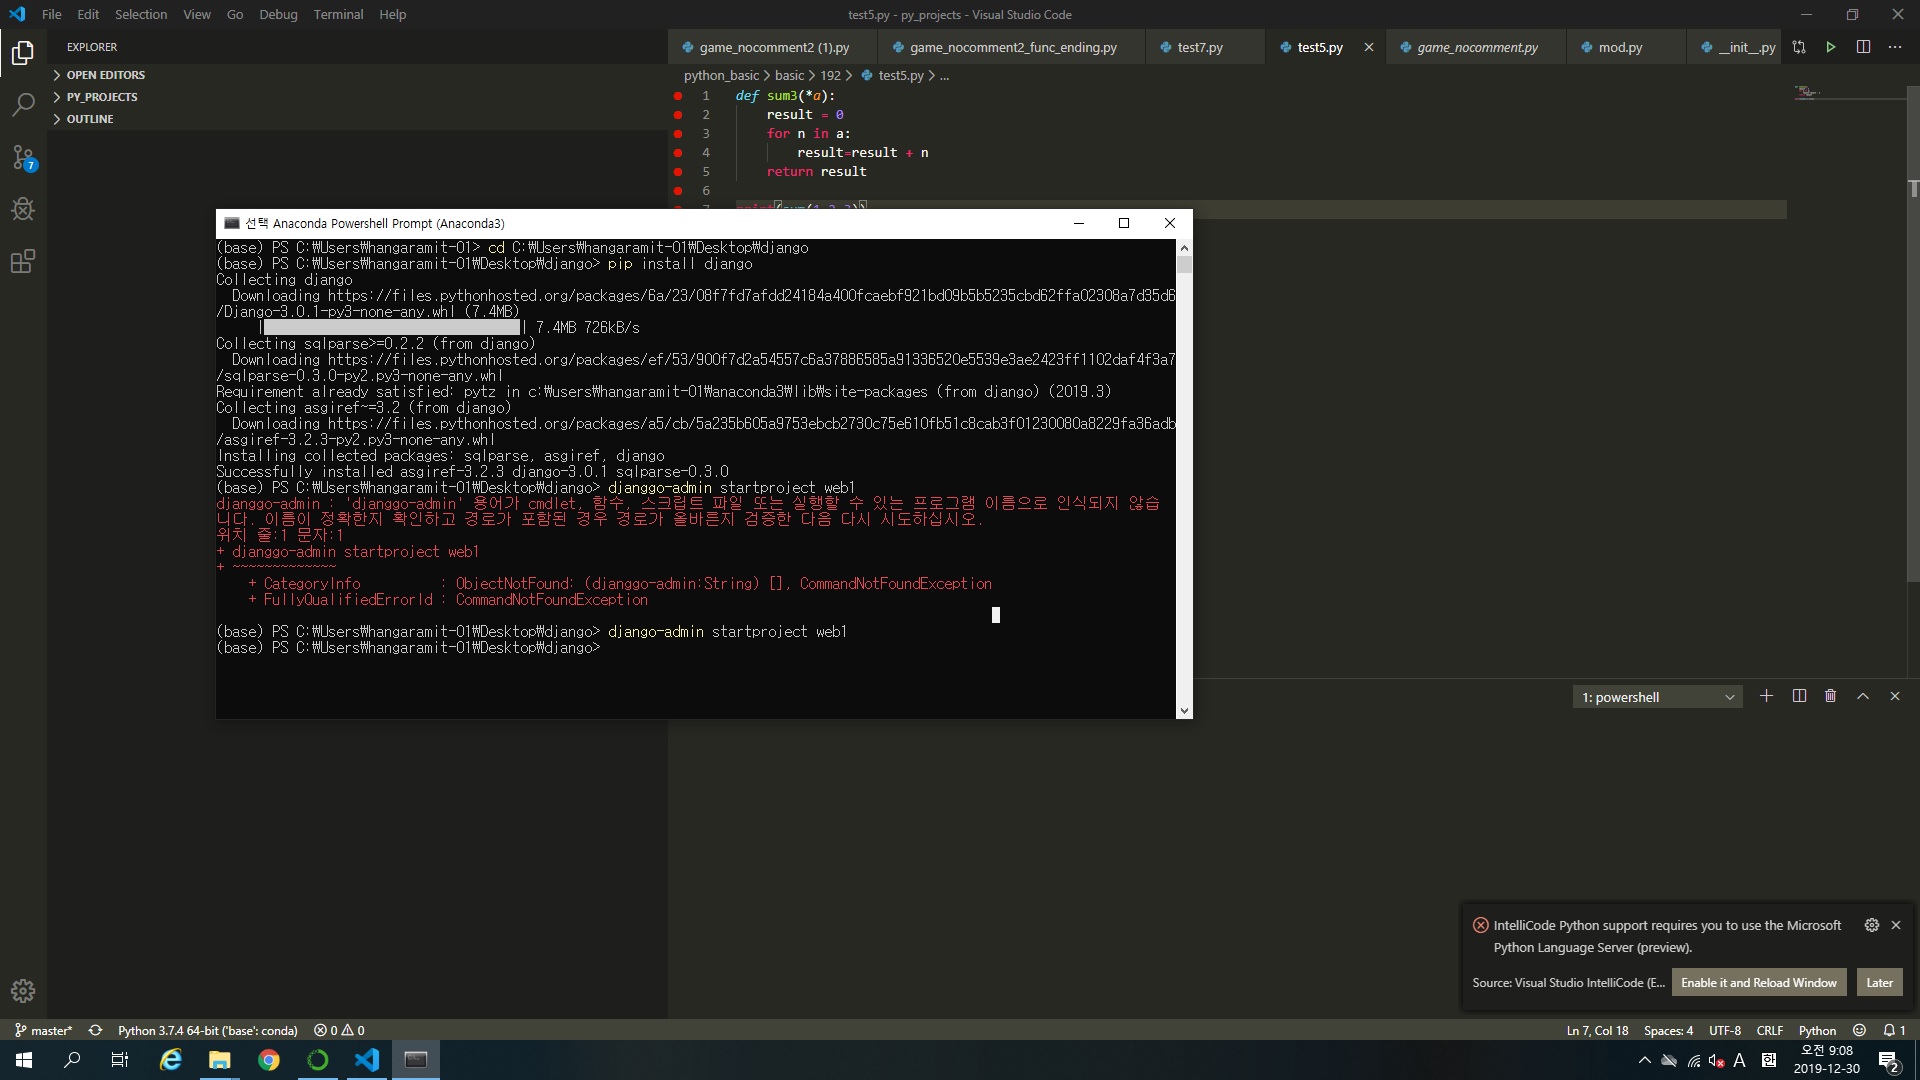 File Edit Selection View Go Debug Terminal Help
test5.py - py_projects - Visual Studio Code
EXPLORER
OPEN EDITORS
PY_PROJECTS
OUTLINE
7
game_nocomment2 (1).py
game_nocomment2_func_ending.py
test7.py
test5.py
game_nocomment.py
mod.py
__init__.py
python_basic > basic > 192 > test5.py > ...
1 def sum3(*a):
2 result = 0
3 for n in a:
4 result=result + n
5 return result
6
선택 Anaconda Powershell Prompt (Anaconda3)
(base) PS C:₩Users₩hangaramit-01> cd C:₩Users₩hangaramit-01₩Desktop₩django
(base) PS C:₩Users₩hangaramit-01₩Desktop₩django> pip install django
Collecting django
Downloading https://files.pythonhosted.org/packages/6a/23/08f7fd7afdd24184a400fcaebf921bd09b5b5235cbd62ffa02308a7d35d6
/Django-3.0.1-py3-none-any.whl (7.4MB)
| | 7.4MB 726kB/s
Collecting sqlparse>=0.2.2 (from django)
Downloading https://files.pythonhosted.org/packages/ef/53/900f7d2a54557c6a37886585a91336520e5539e3ae2423ff1102daf4f3a7
/sqlparse-0.3.0-py2.py3-none-any.whl
Requirement already satisfied: pytz in c:₩users₩hangaramit-01₩anaconda3₩lib₩site-packages (from django) (2019.3)
Collecting asgiref~=3.2 (from django)
Downloading https://files.pythonhosted.org/packages/a5/cb/5a235b605a9753ebcb2730c75e610fb51c8cab3f01230080a8229fa36adb
/asgiref-3.2.3-py2.py3-none-any.whl
Installing collected packages: sqlparse, asgiref, django
Successfully installed asgiref-3.2.3 django-3.0.1 sqlparse-0.3.0
(base) PS C:₩Users₩hangaramit-01₩Desktop₩django> djanggo-admin startproject web1
djanggo-admin : 'djanggo-admin' 용어가 cmdlet, 함수, 스크립트 파일 또는 실행할 수 있는 프로그램 이름으로 인식되지 않습
니다. 이름이 정확한지 확인하고 경로가 포함된 경우 경로가 올바른지 검증한 다음 다시 시도하십시오.
위치 줄:1 문자:1
+ djanggo-admin startproject web1
+ ~~~~~~~~~~~~~
+ CategoryInfo : ObjectNotFound: (djanggo-admin:String) [], CommandNotFoundException
+ FullyQualifiedErrorId : CommandNotFoundException
(base) PS C:₩Users₩hangaramit-01₩Desktop₩django> django-admin startproject web1
(base) PS C:₩Users₩hangaramit-01₩Desktop₩django>
1: powershell
IntelliCode Python support requires you to use the Microsoft
Python Language Server (preview).
Source: Visual Studio IntelliCode (E...
Enable it and Reload Window
Later
master*
Python 3.7.4 64-bit ('base': conda)
0 0
Ln 7, Col 18
Spaces: 4
UTF-8
CRLF
Python
1
A
한
오전 9:08
2019-12-30
2